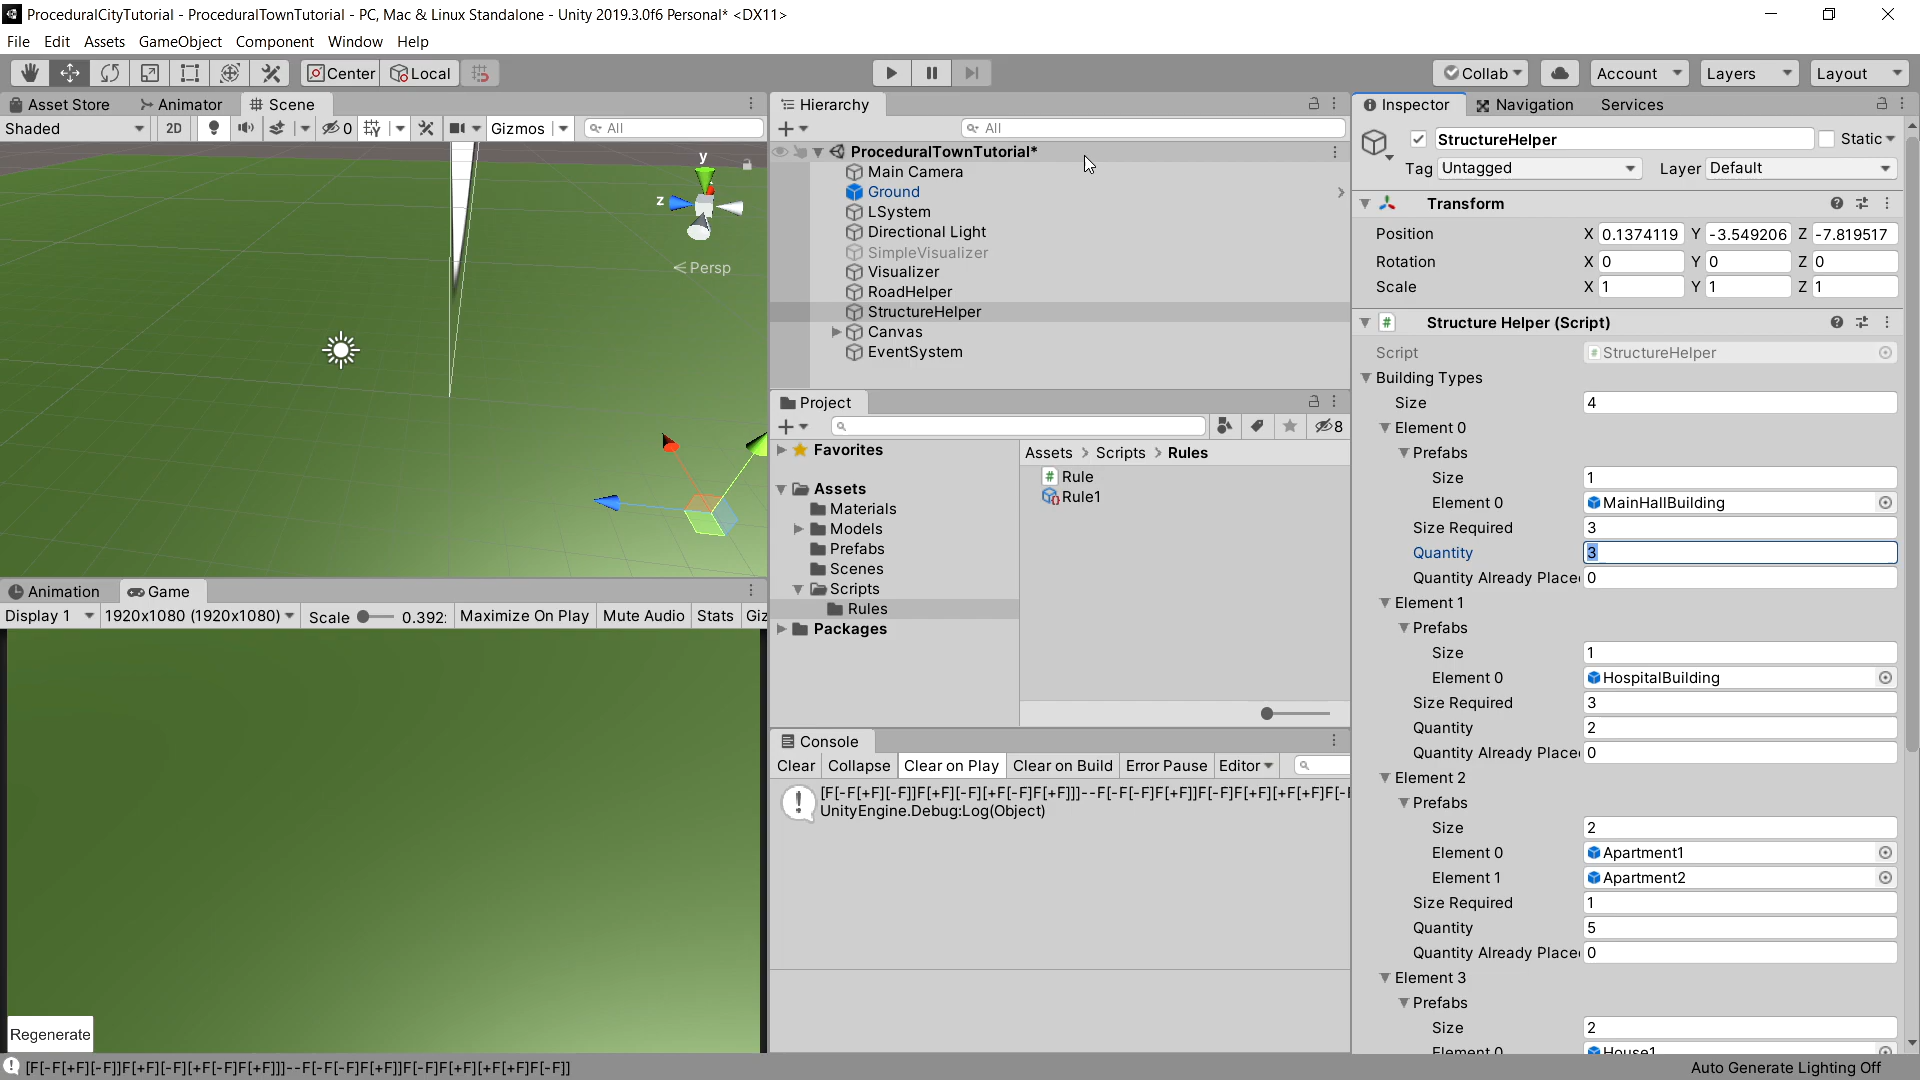 ProceduralCityTutorial - ProceduralTownTutorial - PC, Mac & Linux Standalone - Unity 2019.3.0f6 Personal* <DX11>
File Edit Assets GameObject Component Window Help
Center Local Collab Account Layers Layout
Asset Store Animator Scene
Shaded 2D 0 Gizmos All
y
z
Persp
Hierarchy
All
ProceduralTownTutorial*
Main Camera
Ground
LSystem
Directional Light
SimpleVisualizer
Visualizer
RoadHelper
StructureHelper
Canvas
EventSystem
Project
8
Favorites
Assets
Materials
Models
Prefabs
Scenes
Scripts
Rules
Packages
Assets > Scripts > Rules
Rule
Rule1
Animation Game
Display 1 1920x1080 (1920x1080) Scale 0.392: Maximize On Play Mute Audio Stats Giz
Regenerate
Console
Clear Collapse Clear on Play Clear on Build Error Pause Editor
[F[-F[+F][-F]]F[+F][-F][+F[-F]F[+F]]]--F[-F[-F]F[+F]]F[-F]F[+F][+F[+F]F[-F
UnityEngine.Debug:Log(Object)
Inspector Navigation Services
StructureHelper Static
Tag Untagged Layer Default
Transform
Position X 0.1374119 Y -3.549206 Z -7.819517
Rotation X 0 Y 0 Z 0
Scale X 1 Y 1 Z 1
# Structure Helper (Script)
Script StructureHelper
Building Types
Size 4
Element 0
Prefabs
Size 1
Element 0 MainHallBuilding
Size Required 3
Quantity 3
Quantity Already Place 0
Element 1
Prefabs
Size 1
Element 0 HospitalBuilding
Size Required 3
Quantity 2
Quantity Already Place 0
Element 2
Prefabs
Size 2
Element 0 Apartment1
Element 1 Apartment2
Size Required 1
Quantity 5
Quantity Already Place 0
Element 3
Prefabs
Size 2
Element 0 House1
[F[-F[+F][-F]]F[+F][-F][+F[-F]F[+F]]]--F[-F[-F]F[+F]]F[-F]F[+F][+F[+F]F[-F]]
Auto Generate Lighting Off